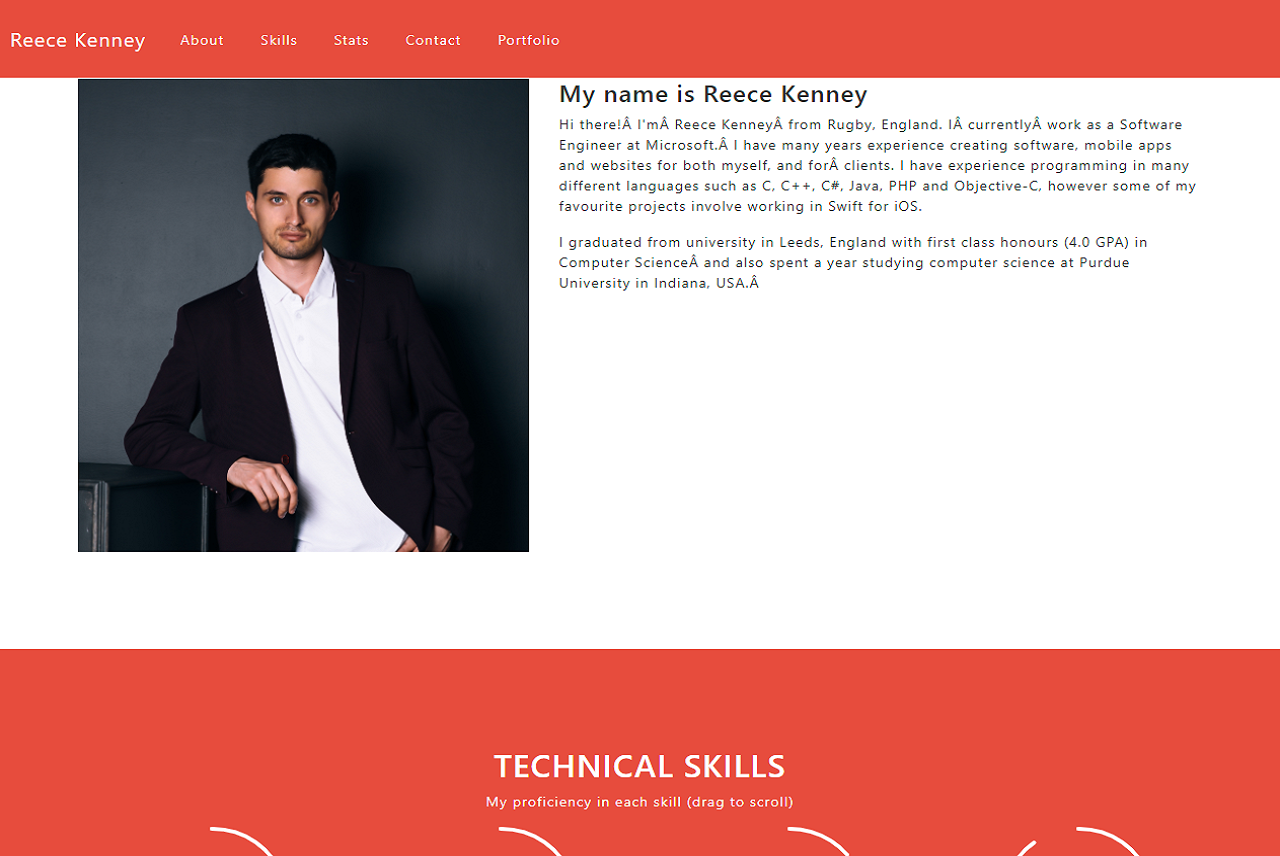 Reece Kenney About Skills Stats Contact Portfolio
My name is Reece Kenney
Hi there!Â I'mÂ Reece KenneyÂ from Rugby, England. IÂ currentlyÂ work as a Software
Engineer at Microsoft.Â I have many years experience creating software, mobile apps
and websites for both myself, and forÂ clients. I have experience programming in many
different languages such as C, C++, C#, Java, PHP and Objective-C, however some of my
favourite projects involve working in Swift for iOS.
I graduated from university in Leeds, England with first class honours (4.0 GPA) in
Computer ScienceÂ and also spent a year studying computer science at Purdue
University in Indiana, USA.Â
TECHNICAL SKILLS
My proficiency in each skill (drag to scroll)